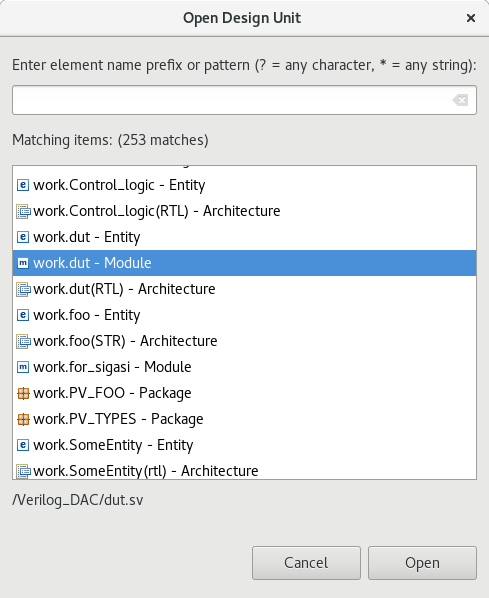 Open Design Unit
Enter element name prefix or pattern (? = any character, * = any string):
Matching items: (253 matches)
work.Control_logic - Entity
work.Control_logic(RTL) - Architecture
work.dut - Entity
work.dut - Module
work.dut(RTL) - Architecture
work.foo - Entity
work.foo(STR) - Architecture
work.for_sigasi - Module
work.PV_FOO - Package
work.PV_TYPES - Package
work.SomeEntity - Entity
work.SomeEntity(rtl) - Architecture
/Verilog_DAC/dut.sv
Cancel
Open